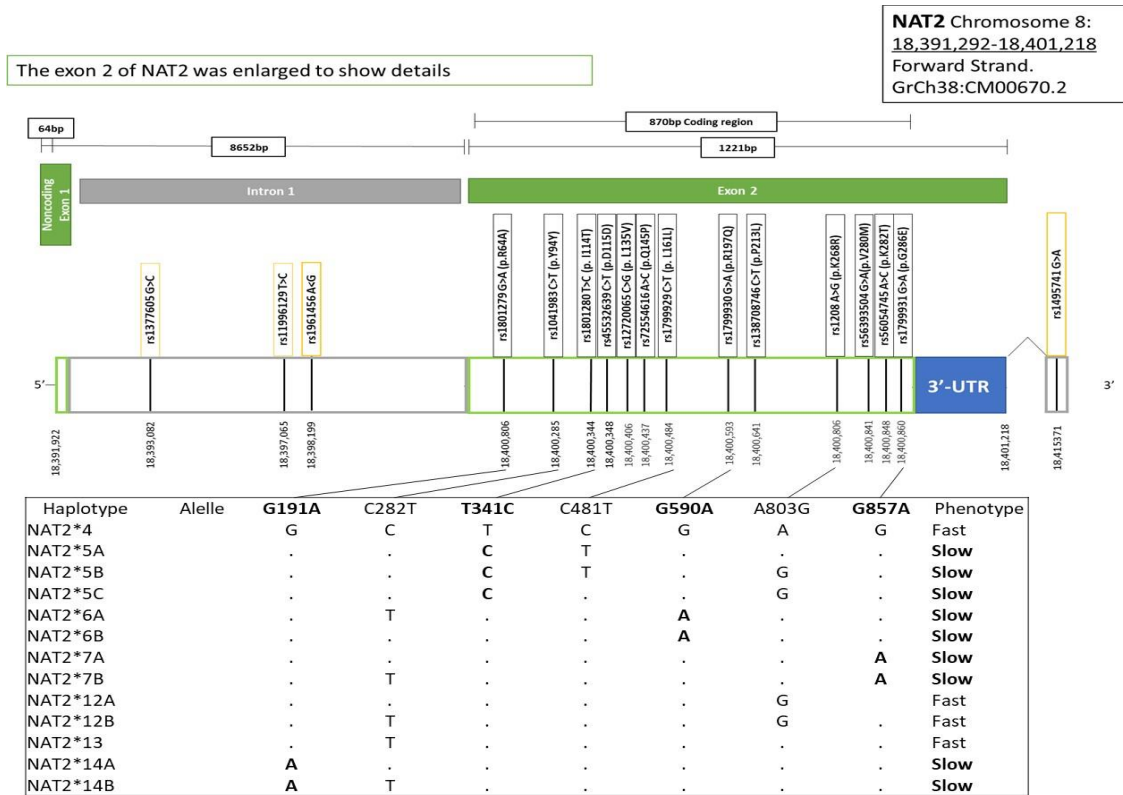 NAT2 Chromosome 8:
18,391,292-18,401,218
Forward Strand.
GrCh38:CM00670.2
The exon 2 of NAT2 was enlarged to show details
64bp
8652bp
870bp Coding region
1221bp
Noncoding
Exon 1
Intron 1
Exon 2
rs1377605 G>C
rs11996129 T>C
rs1961456 A<G
rs1801279 G>A (p.R64A)
rs1041983 C>T (p.Y94Y)
rs1801280 T>C (p. I114T)
rs45532639 C>T (p.D115D)
rs12720065 C>G (p. L135V)
rs72554616 A>C (p.Q145P)
rs1799929 C>T (p. L161L)
rs1799930 G>A (p.R197Q)
rs138708746 C>T (p.P213L)
rs1208 A>G (p.K268R)
rs56393504 G>A(p.V280M)
rs56054745 A>C (p.K282T)
rs1799931 G>A (p.G286E)
rs1495741 G>A
5’
3’-UTR
3’
18,391,922
18,393,082
18,397,065
18,398,199
18,400,806
18,400,285
18,400,344
18,400,348
18,400,406
18,400,437
18,400,484
18,400,593
18,400,641
18,400,806
18,400,841
18,400,848
18,400,860
18,401,218
18,415371
Haplotype Alelle G191A C282T T341C C481T G590A A803G G857A Phenotype
NAT2*4 G C T C G A G Fast
NAT2*5A . . C T . . . Slow
NAT2*5B . . C T . G . Slow
NAT2*5C . . C . . G . Slow
NAT2*6A . T . . A . . Slow
NAT2*6B . . . . A . . Slow
NAT2*7A . . . . . . A Slow
NAT2*7B . T . . . . A Slow
NAT2*12A . . . . . G Fast
NAT2*12B . T . . . G . Fast
NAT2*13 . T . . . . . Fast
NAT2*14A A . . . . . . Slow
NAT2*14B A T . . . . . Slow